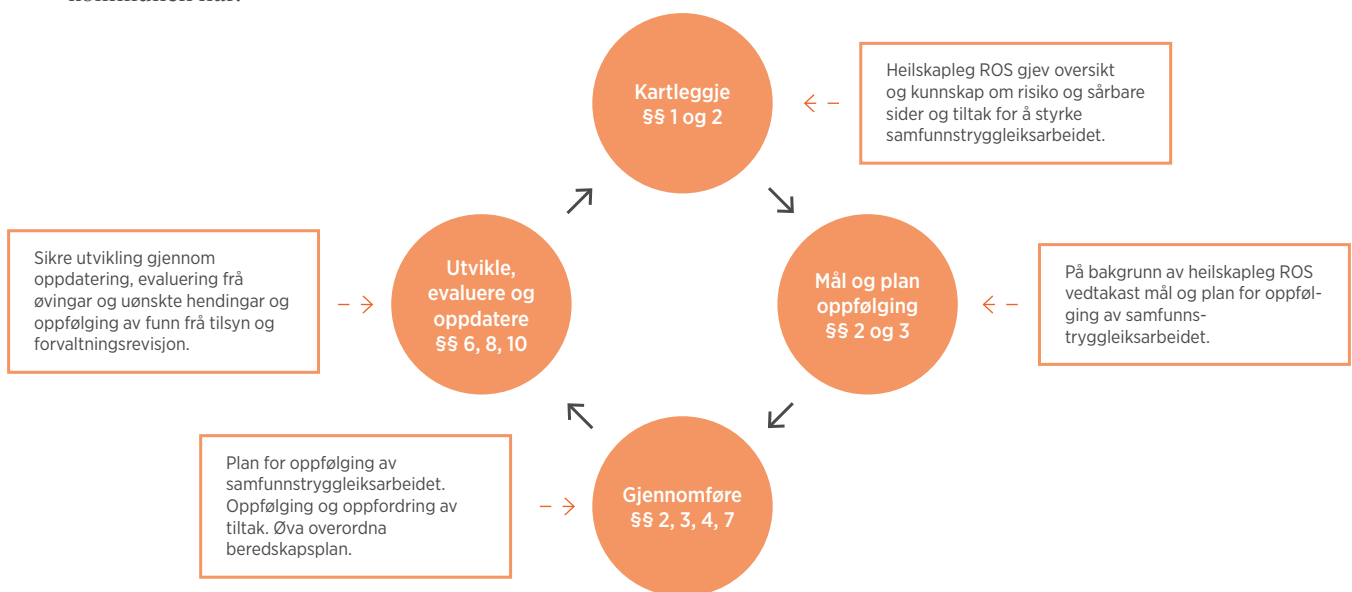 kommunen har.
Kartleggje
§§ 1 og 2
Heilskapleg ROS gjev oversikt
og kunnskap om risiko og sårbare
sider og tiltak for å styrke
samfunnstryggleiksarbeidet.
Sikre utvikling gjennom
oppdatering, evaluering frå
øvingar og uønskte hendingar og
oppfølging av funn frå tilsyn og
forvaltningsrevisjon.
Utvikle,
evaluere og
oppdatere
§§ 6, 8, 10
Mål og plan
oppfølging
§§ 2 og 3
På bakgrunn av heilskapleg ROS
vedtakast mål og plan for oppføl-
ging av samfunns-
tryggleiksarbeidet.
Plan for oppfølging av
samfunnstryggleiksarbeidet.
Oppfølging og oppfordring av
tiltak. Øva overordna
beredskapsplan.
Gjennomføre
§§ 2, 3, 4, 7